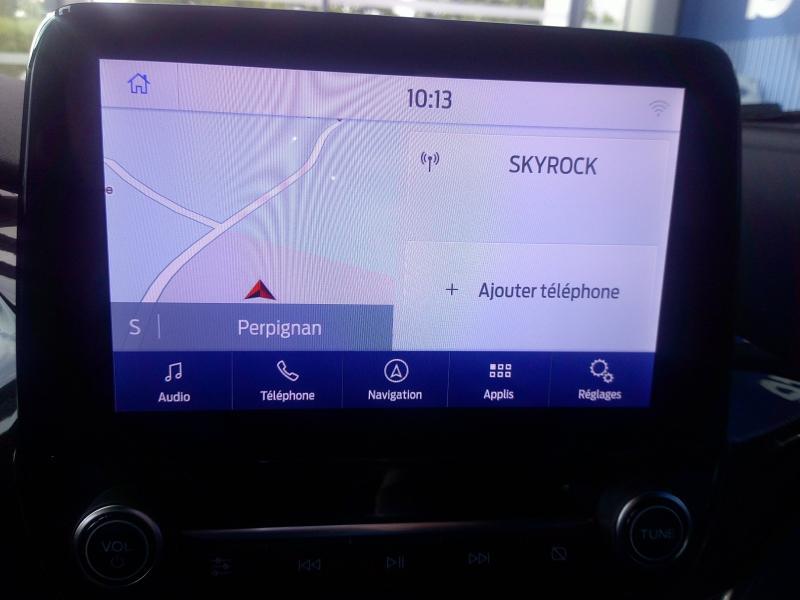 10:13
SKYROCK
e
Ajouter téléphone
S
Perpignan
Audio
Téléphone
Navigation
Applis
Réglages
VOL
TUNE